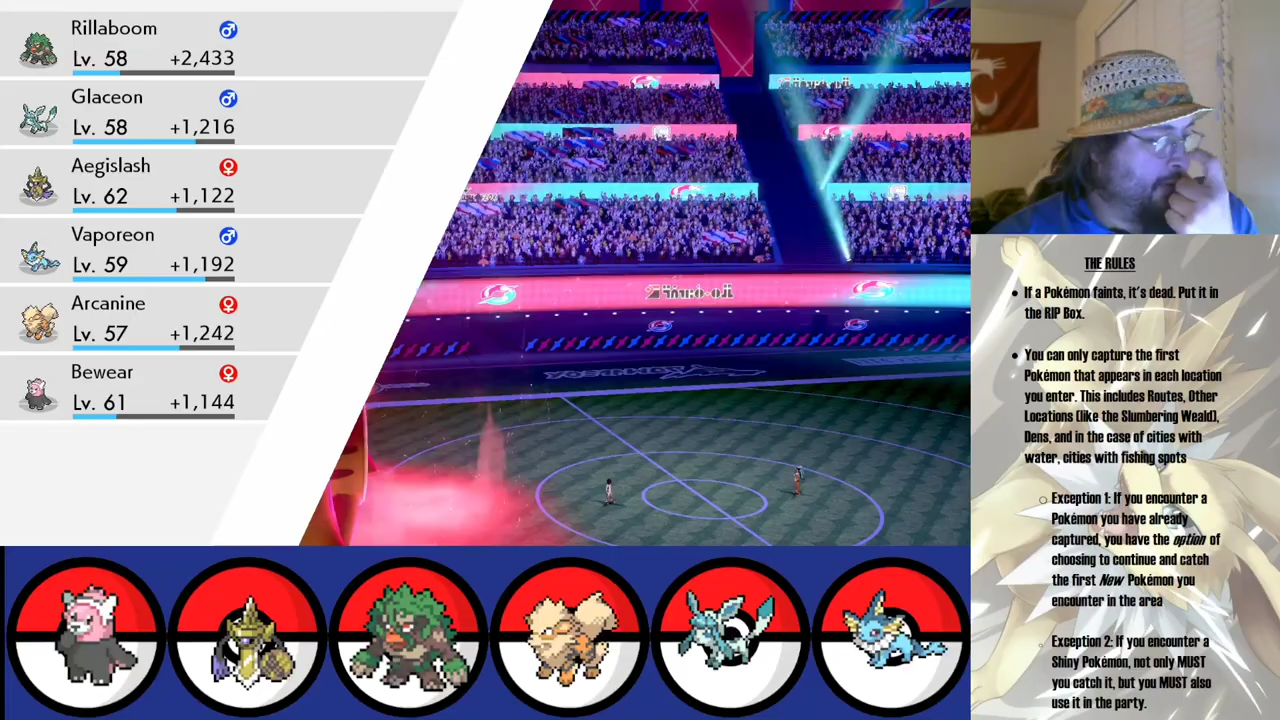 Rillaboom ♂
Lv. 58 +2,433
Glaceon ♂
Lv. 58 +1,216
Aegislash ♀
Lv. 62 +1,122
Vaporeon ♂
Lv. 59 +1,192
Arcanine ♀
Lv. 57 +1,242
Bewear ♀
Lv. 61 +1,144
THE RULES
• If a Pokémon faints, it's dead. Put it in
the RIP Box.
• You can only capture the first
Pokémon that appears in each location
you enter. This includes Routes, Other
Locations (like the Slumbering Weald),
Dens, and in the case of cities with
water, cities with fishing spots
○ Exception 1: If you encounter a
Pokémon you have already
captured, you have the option of
choosing to continue and catch
the first New Pokémon you
encounter in the area
○ Exception 2: If you encounter a
Shiny Pokémon, not only MUST
you catch it, but you MUST also
use it in the party.